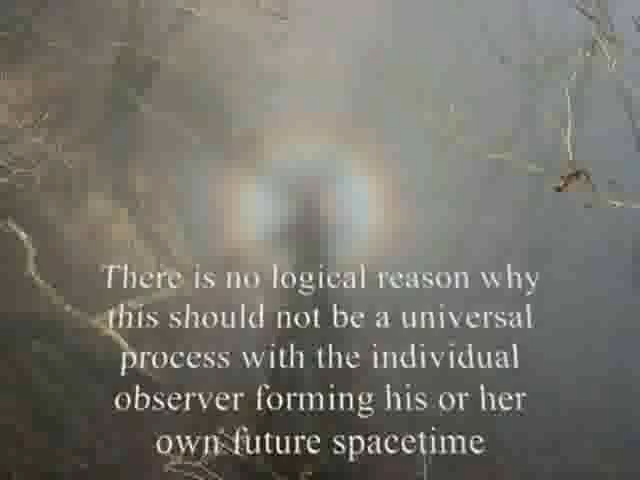 There is no logical reason why
this should not be a universal
process with the individual
observer forming his or her
own future spacetime